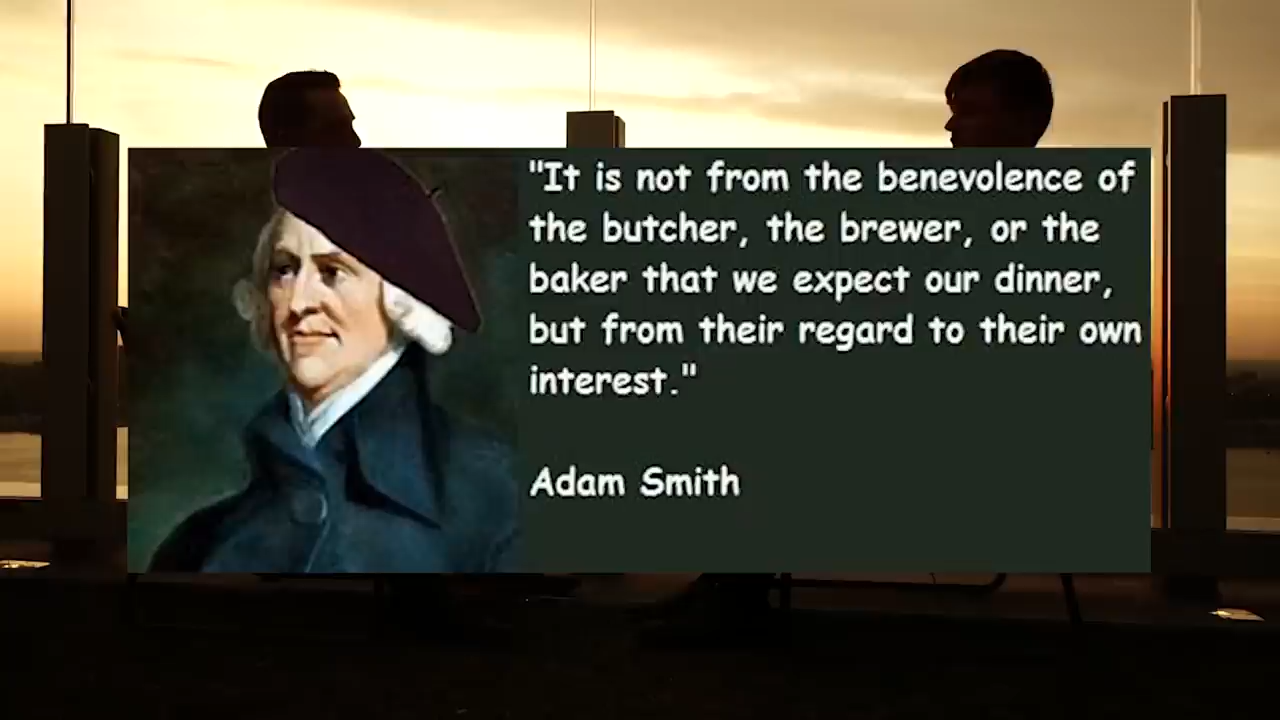 "It is not from the benevolence of
the butcher, the brewer, or the
baker that we expect our dinner,
but from their regard to their own
interest."
Adam Smith